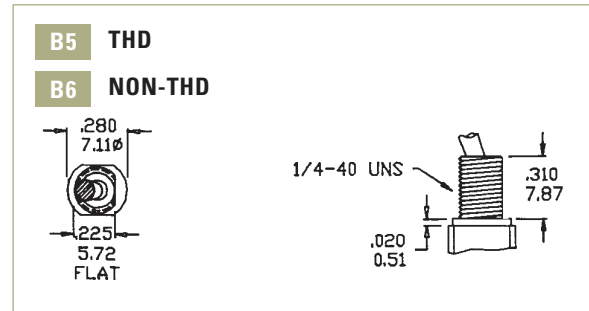 B5 THD
B6 NON-THD
.280
7.11ø
.225
5.72
FLAT
1/4-40 UNS
.310
7.87
.020
0.51